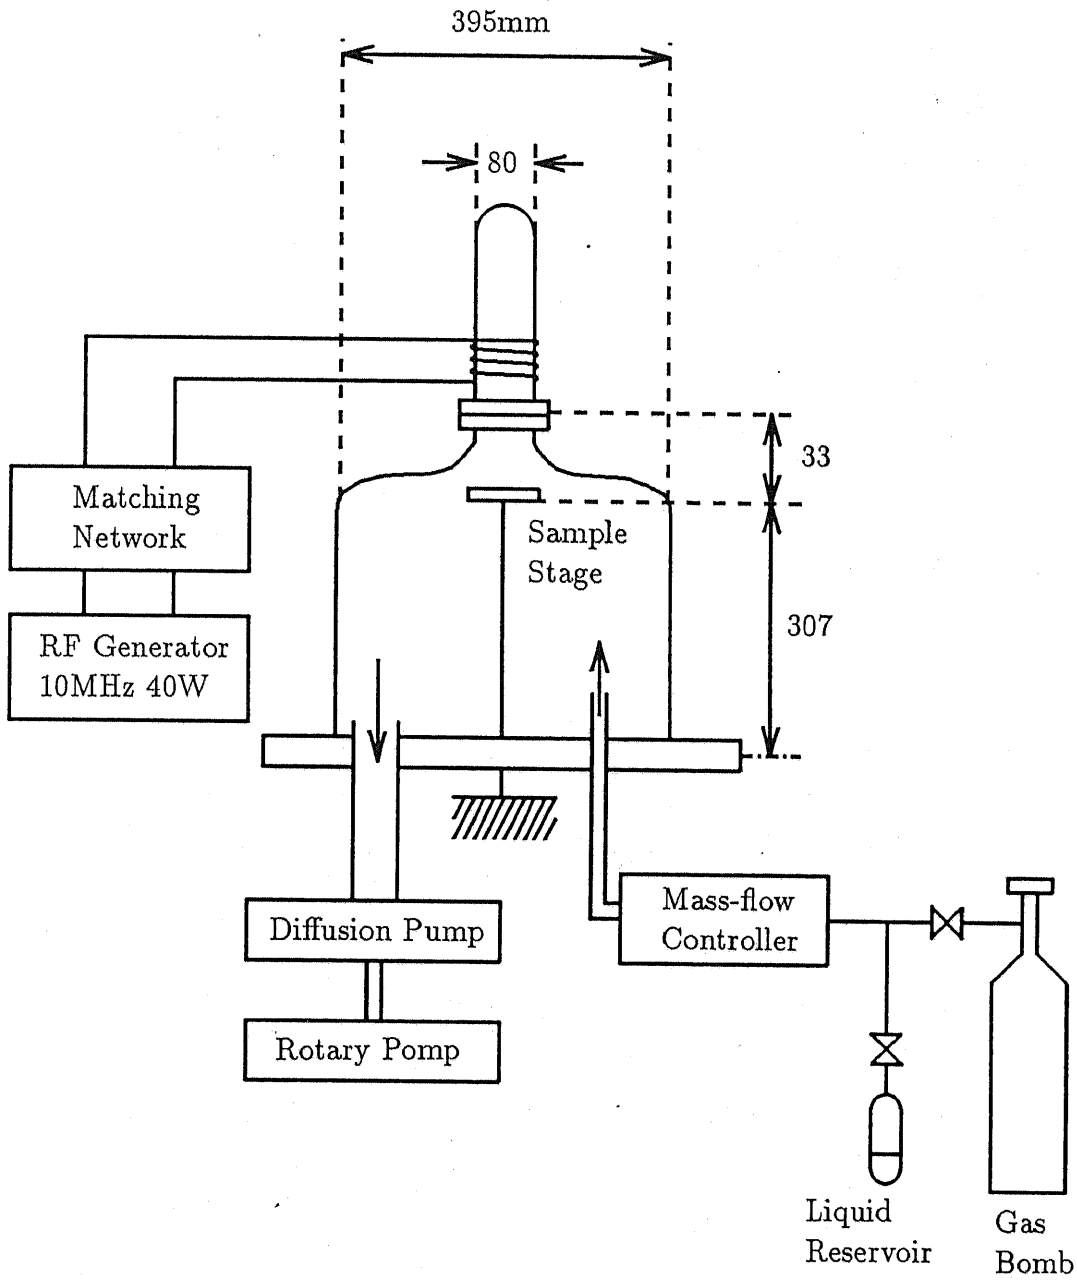 395mm
80
33
Matching
Network
Sample
Stage
307
RF Generator
10MHz 40W
Mass-flow
Controller
Diffusion Pump
Rotary Pomp
Liquid
Reservoir
Gas
Bomb